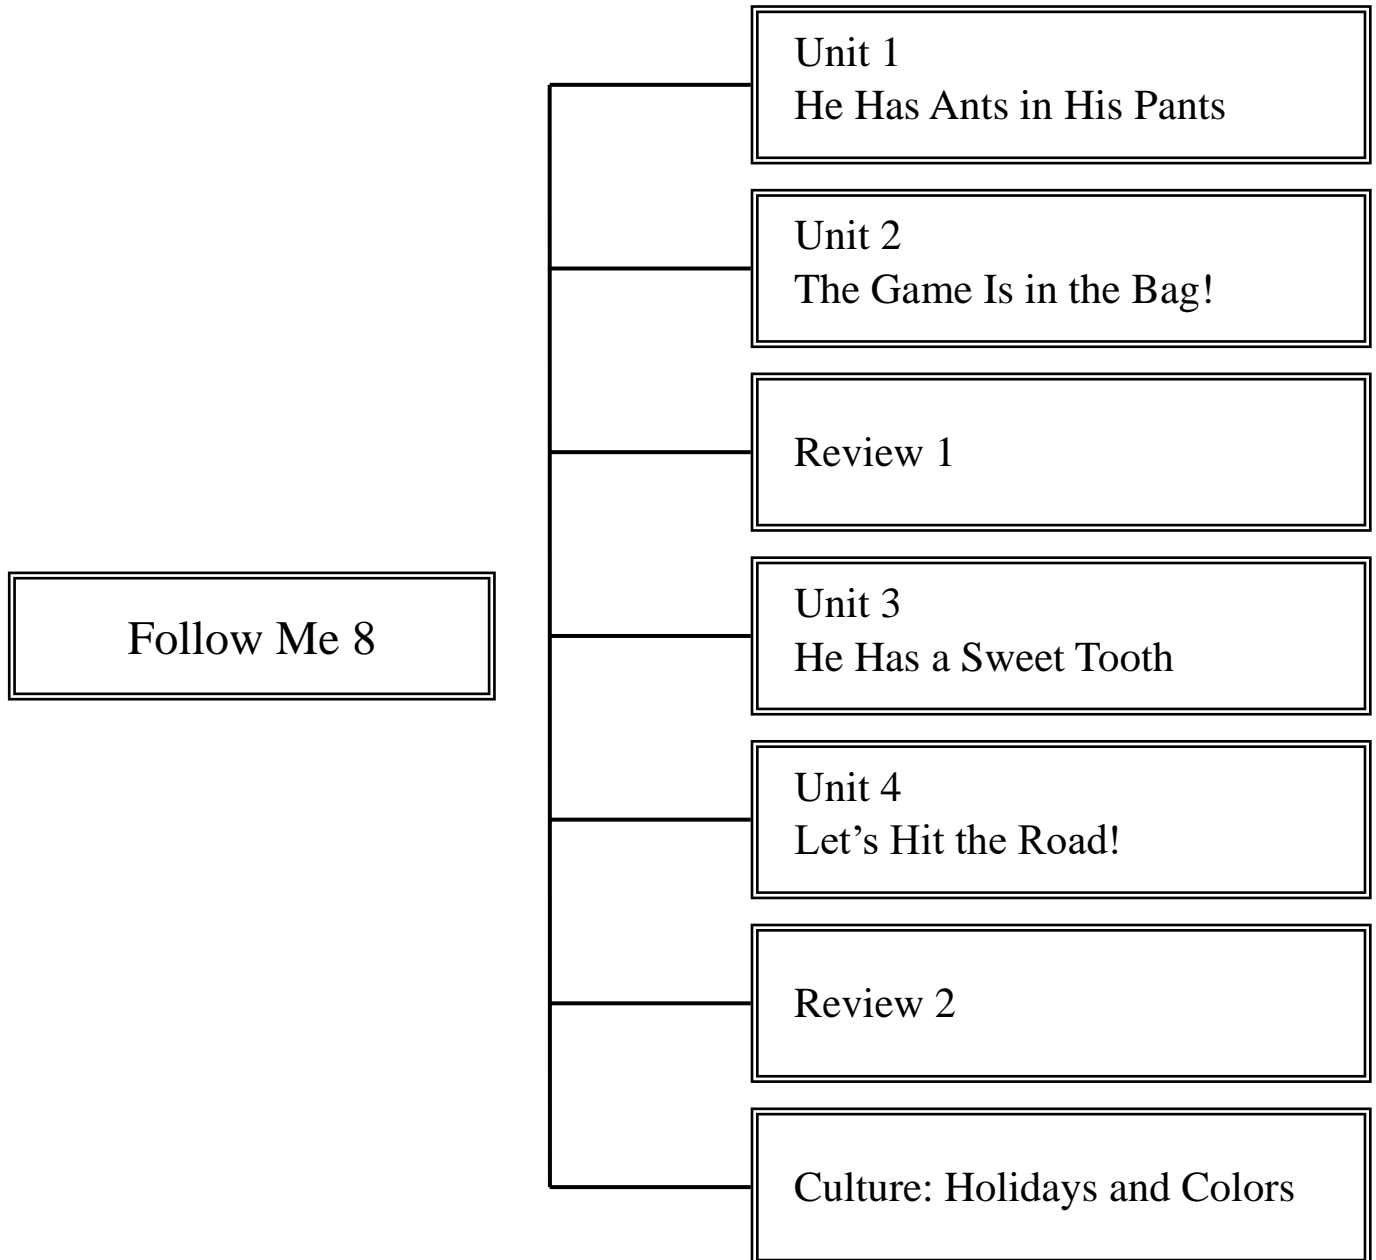 Follow Me 8
Unit 1
He Has Ants in His Pants
Unit 2
The Game Is in the Bag!
Review 1
Unit 3
He Has a Sweet Tooth
Unit 4
Let’s Hit the Road!
Review 2
Culture: Holidays and Colors